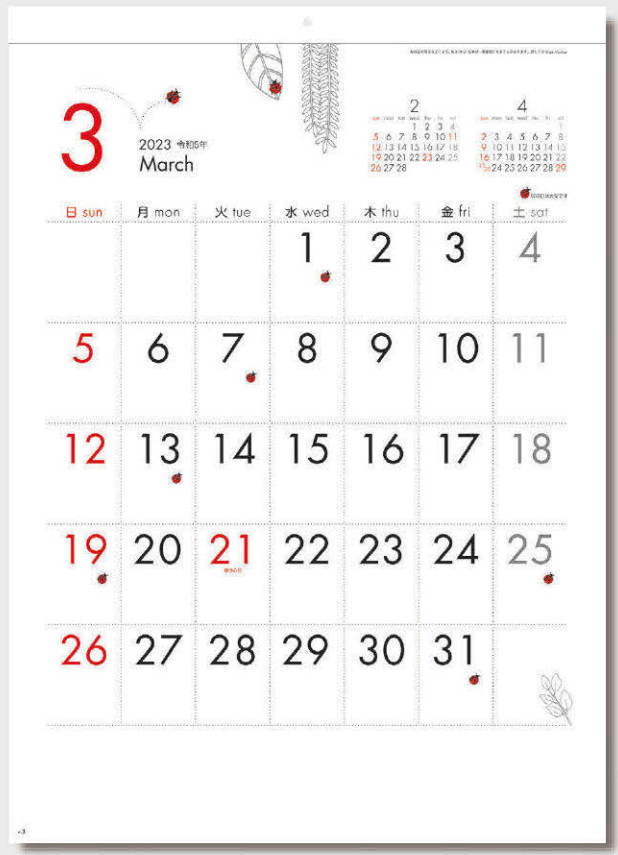 3
2023 令和5年
March
2
sun mon tue wed thu fri sat
1 2 3 4
5 6 7 8 9 10 11
12 13 14 15 16 17 18
19 20 21 22 23 24 25
26 27 28
4
sun mon tue wed thu fri sat
1
2 3 4 5 6 7 8
9 10 11 12 13 14 15
16 17 18 19 20 21 22
23/30 24 25 26 27 28 29
日 sun 月 mon 火 tue 水 wed 木 thu 金 fri 土 sat
1 2 3 4
5 6 7 8 9 10 11
12 13 14 15 16 17 18
19 20 21 22 23 24 25
春分の日
26 27 28 29 30 31